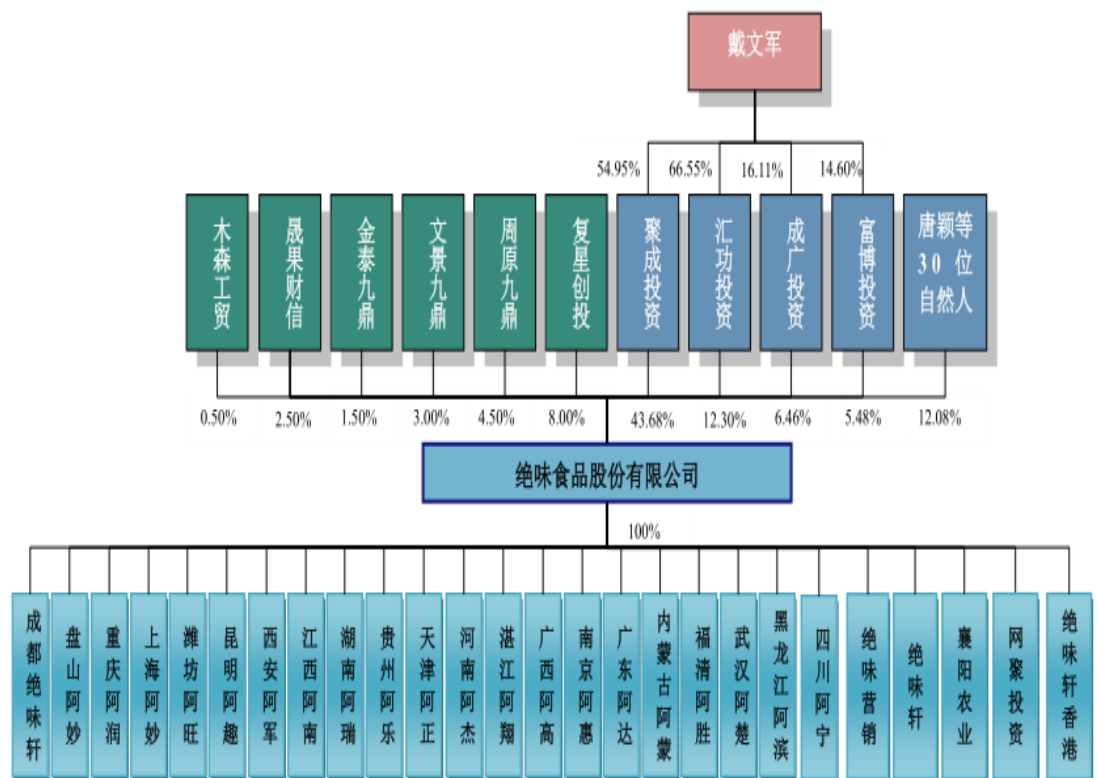 戴文军
54.95%
66.55%
16.11%
14.60%
木森工贸
晟果财信
金泰九鼎
文景九鼎
周原九鼎
复星创投
聚成投资
汇功投资
成广投资
富博投资
唐颖等
30 位
自然人
0.50%
2.50%
1.50%
3.00%
4.50%
8.00%
43.68%
12.30%
6.46%
5.48%
12.08%
绝味食品股份有限公司
100%
成都绝味轩
盘山阿妙
重庆阿润
上海阿妙
潍坊阿旺
昆明阿趣
西安阿军
江西阿南
湖南阿瑞
贵州阿乐
天津阿正
河南阿杰
湛江阿翔
广西阿高
南京阿惠
广东阿达
内蒙古阿蒙
福清阿胜
武汉阿楚
黑龙江阿滨
四川阿宁
绝味营销
绝味轩
襄阳农业
网聚投资
绝味轩香港